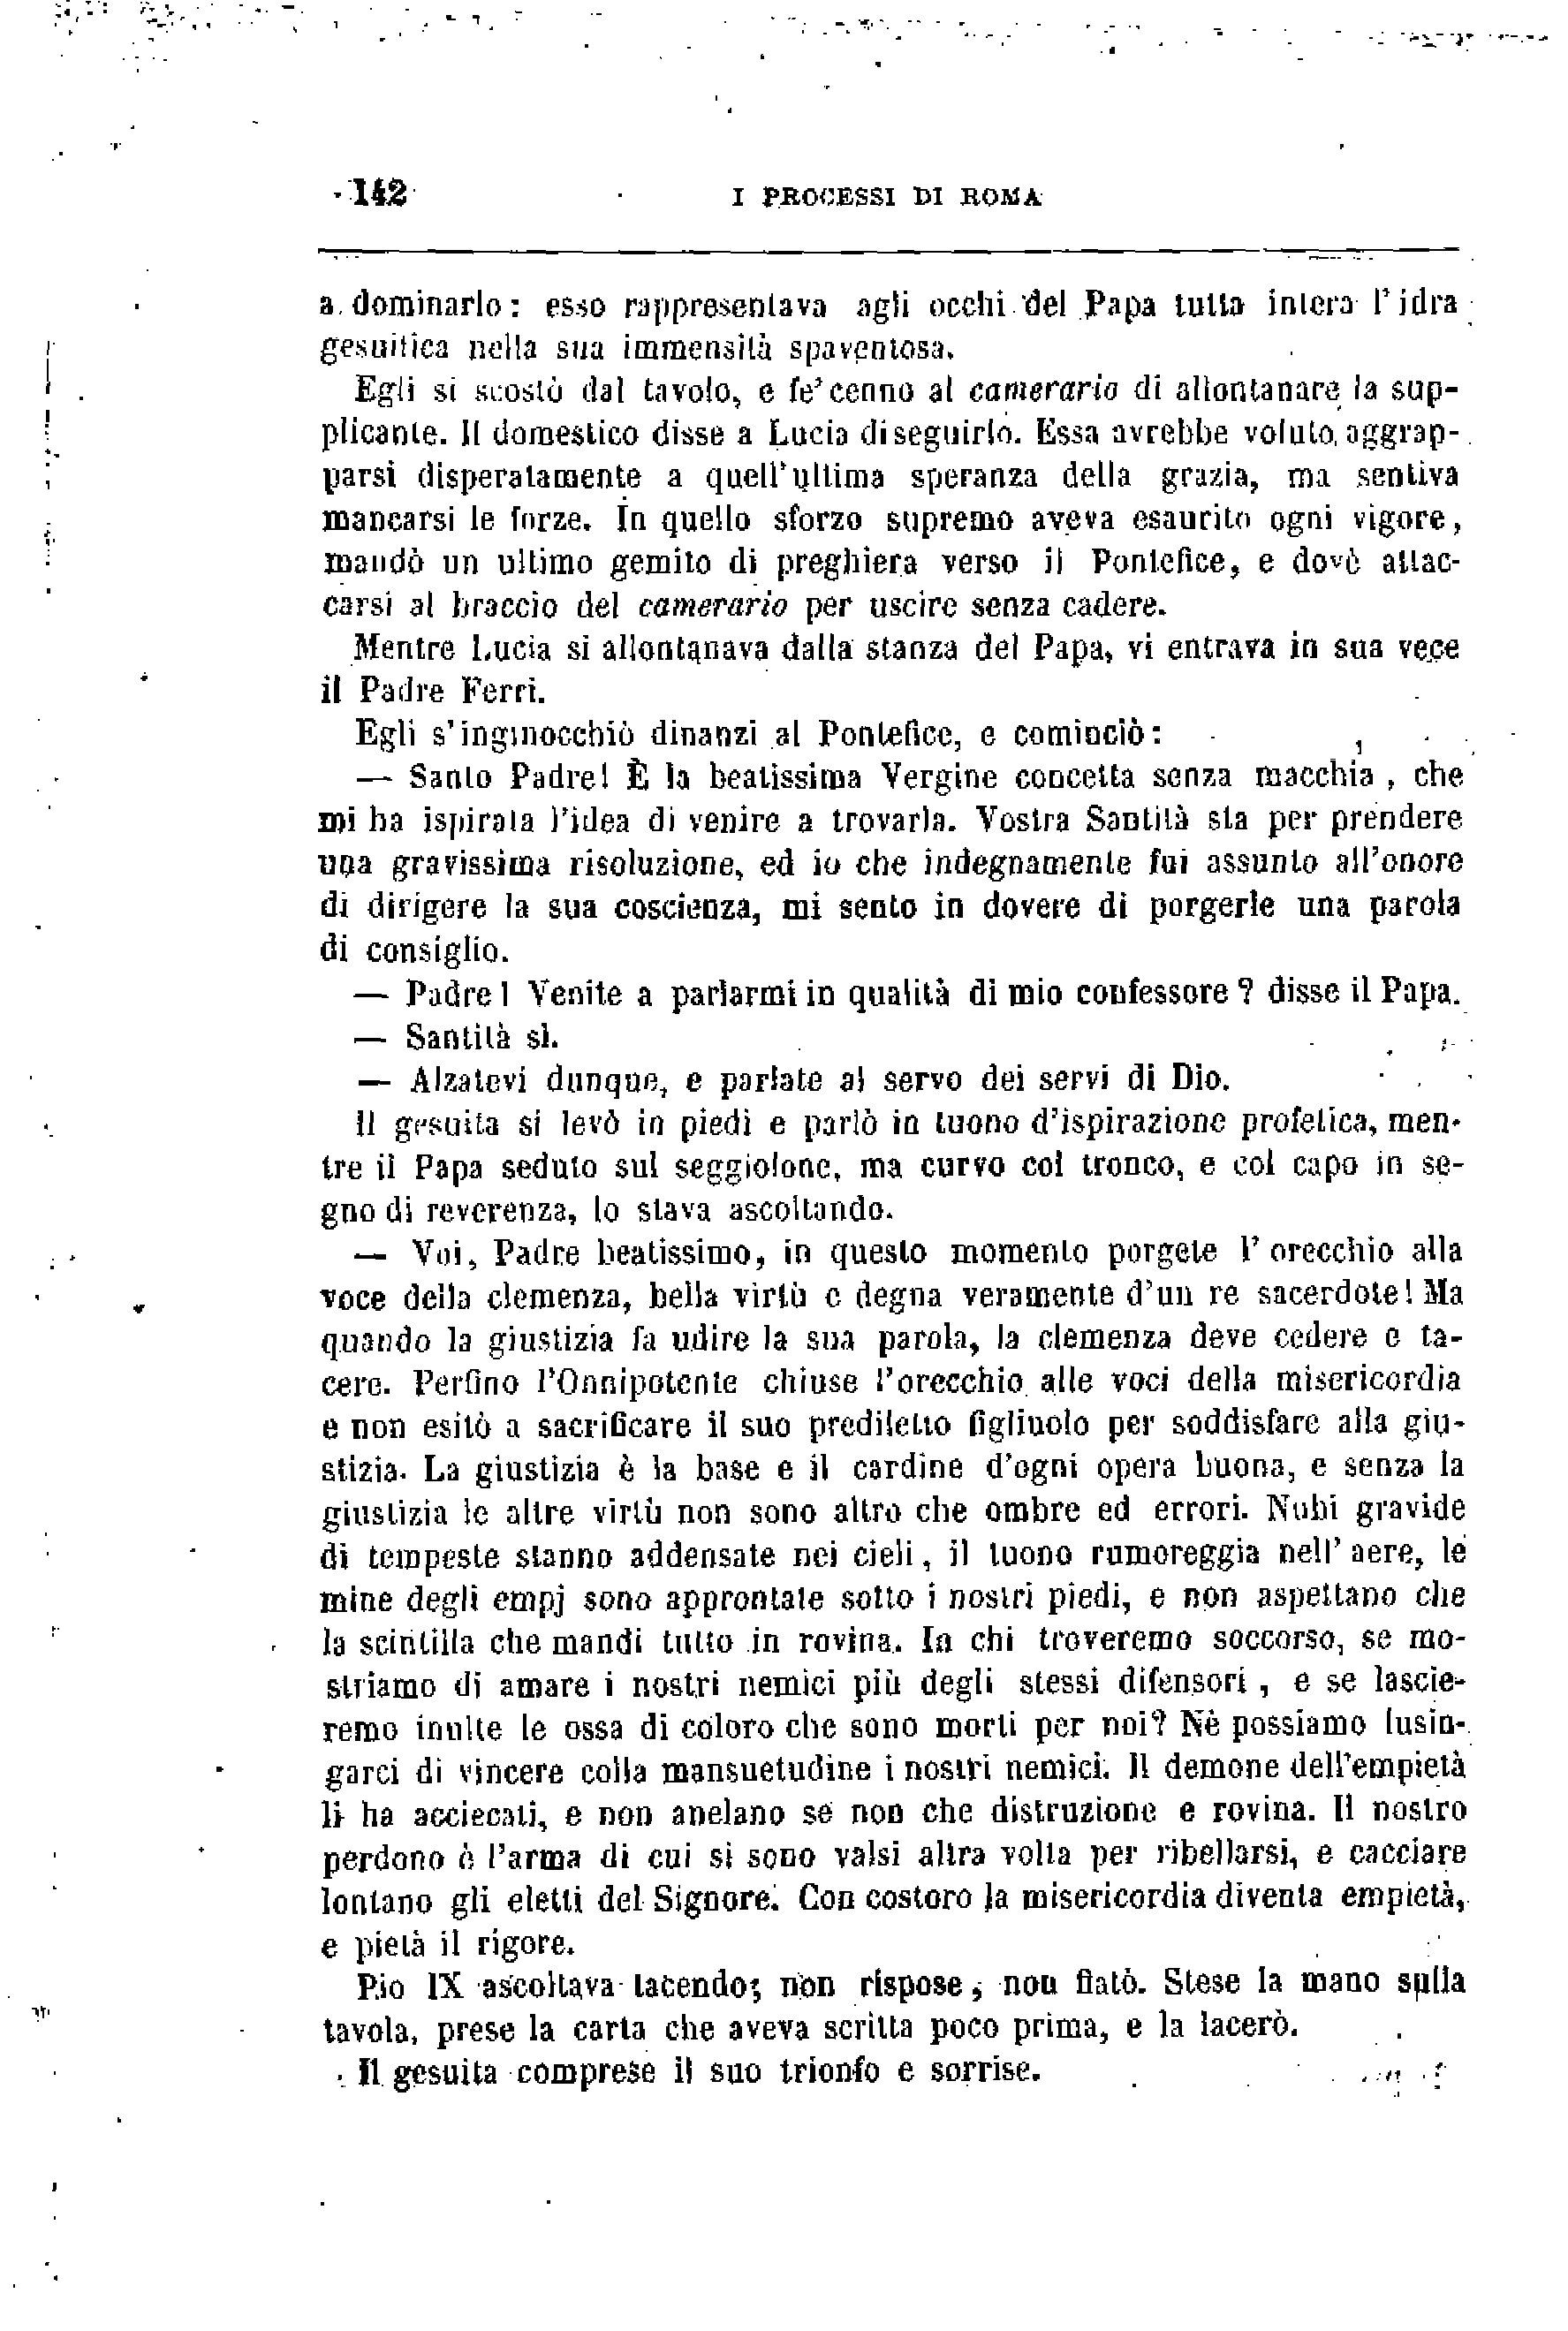 142 I PROCESSI DI ROMA
a dominarlo: esso rappresentava agli occhi del Papa tutta intera l'idra
gesuitica nella sua immensità spaventosa.
Egli si scostò dal tavolo, e fe' cenno al camerario di allontanare la sup-
plicante. Il domestico disse a Lucia di seguirlo. Essa avrebbe voluto aggrap-
parsi disperatamente a quell'ultima speranza della grazia, ma sentiva
mancarsi le forze. In quello sforzo supremo aveva esaurito ogni vigore,
mandò un ultimo gemito di preghiera verso il Pontefice, e dovè attac-
carsi al braccio del camerario per uscire senza cadere.
Mentre Lucia si allontanava dalla stanza del Papa, vi entrava in sua vece
il Padre Ferri.
Egli s'inginocchiò dinanzi al Pontefice, e cominciò:
— Santo Padre! È la beatissima Vergine concetta senza macchia, che
mi ha ispirata l'idea di venire a trovarla. Vostra Santità sta per prendere
una gravissima risoluzione, ed io che indegnamente fui assunto all'onore
di dirigere la sua coscienza, mi sento in dovere di porgerle una parola
di consiglio.
— Padre! Venite a parlarmi in qualità di mio confessore? disse il Papa.
— Santità sì.
— Alzatevi dunque, e parlate al servo dei servi di Dio.
Il gesuita si levò in piedi e parlò in tuono d'ispirazione profetica, men-
tre il Papa seduto sul seggiolone, ma curvo col tronco, e col capo in se-
gno di reverenza, lo stava ascoltando.
— Voi, Padre beatissimo, in questo momento porgete l'orecchio alla
voce della clemenza, bella virtù e degna veramente d'un re sacerdote! Ma
quando la giustizia fa udire la sua parola, la clemenza deve cedere e ta-
cere. Perfino l'Onnipotente chiuse l'orecchio alle voci della misericordia
e non esitò a sacrificare il suo prediletto figliuolo per soddisfare alla giu-
stizia. La giustizia è la base e il cardine d'ogni opera buona, e senza la
giustizia le altre virtù non sono altro che ombre ed errori. Nubi gravide
di tempeste stanno addensate nei cieli, il tuono rumoreggia nell'aere, le
mine degli empj sono approntate sotto i nostri piedi, e non aspettano che
la scintilla che mandi tutto in rovina. In chi troveremo soccorso, se mo-
striamo di amare i nostri nemici più degli stessi difensori, e se lascie-
remo inulte le ossa di coloro che sono morti per noi? Nè possiamo lusin-
garci di vincere colla mansuetudine i nostri nemici. Il demone dell'empietà
li ha acciecati, e non anelano se non che distruzione e rovina. Il nostro
perdono è l'arma di cui si sono valsi altra volta per ribellarsi, e cacciare
lontano gli eletti del Signore. Con costoro la misericordia diventa empietà,
e pietà il rigore.
Pio IX ascoltava tacendo; non rispose, non fiatò. Stese la mano sulla
tavola, prese la carta che aveva scritta poco prima, e la lacerò.
Il gesuita comprese il suo trionfo e sorrise.